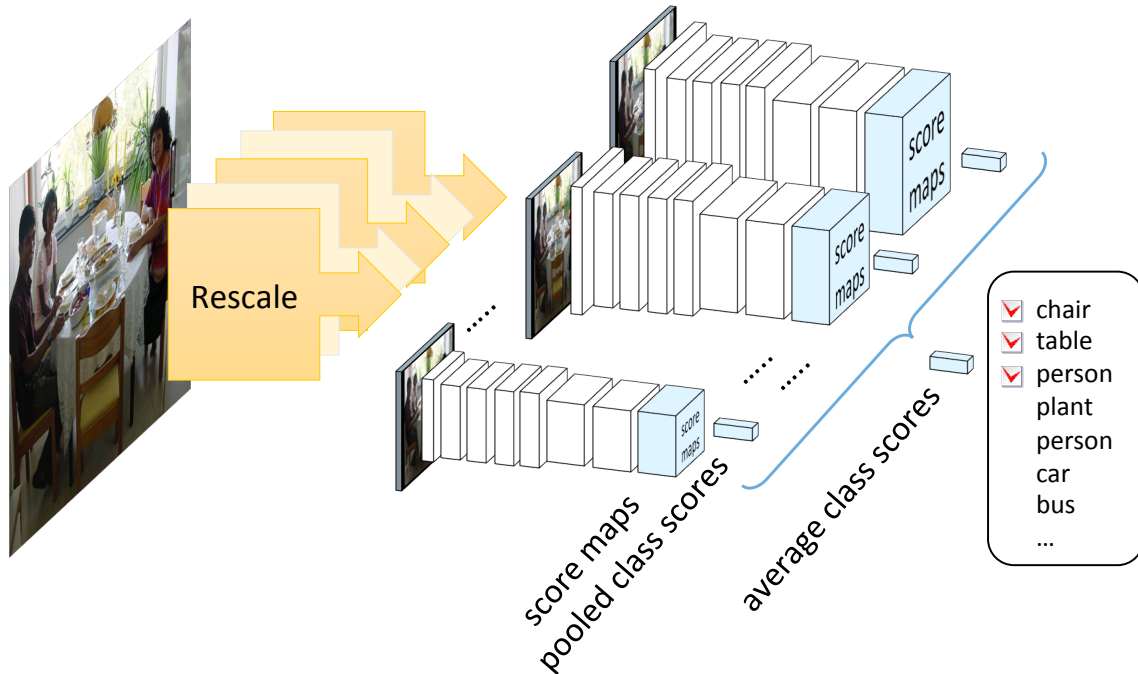 Rescale
score
maps
score
maps
score
maps
score maps
pooled class scores
average class scores
chair
table
person
plant
person
car
bus
...